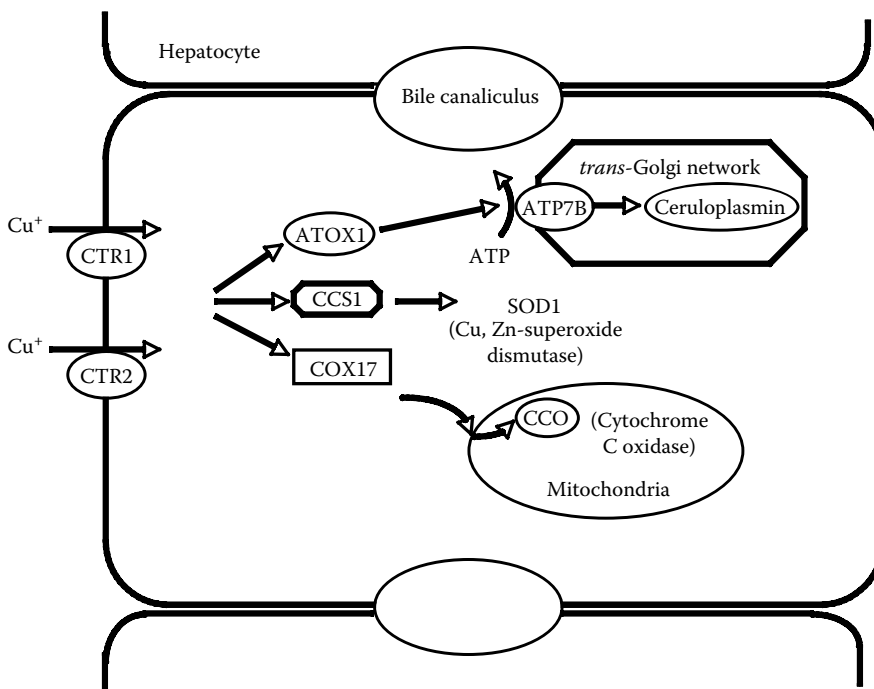 Hepatocyte
Bile canaliculus
trans-Golgi network
ATP7B
Ceruloplasmin
Cu⁺
CTR1
ATOX1
ATP
CCS1
SOD1
(Cu, Zn-superoxide
dismutase)
Cu⁺
CTR2
COX17
CCO
(Cytochrome
C oxidase)
Mitochondria